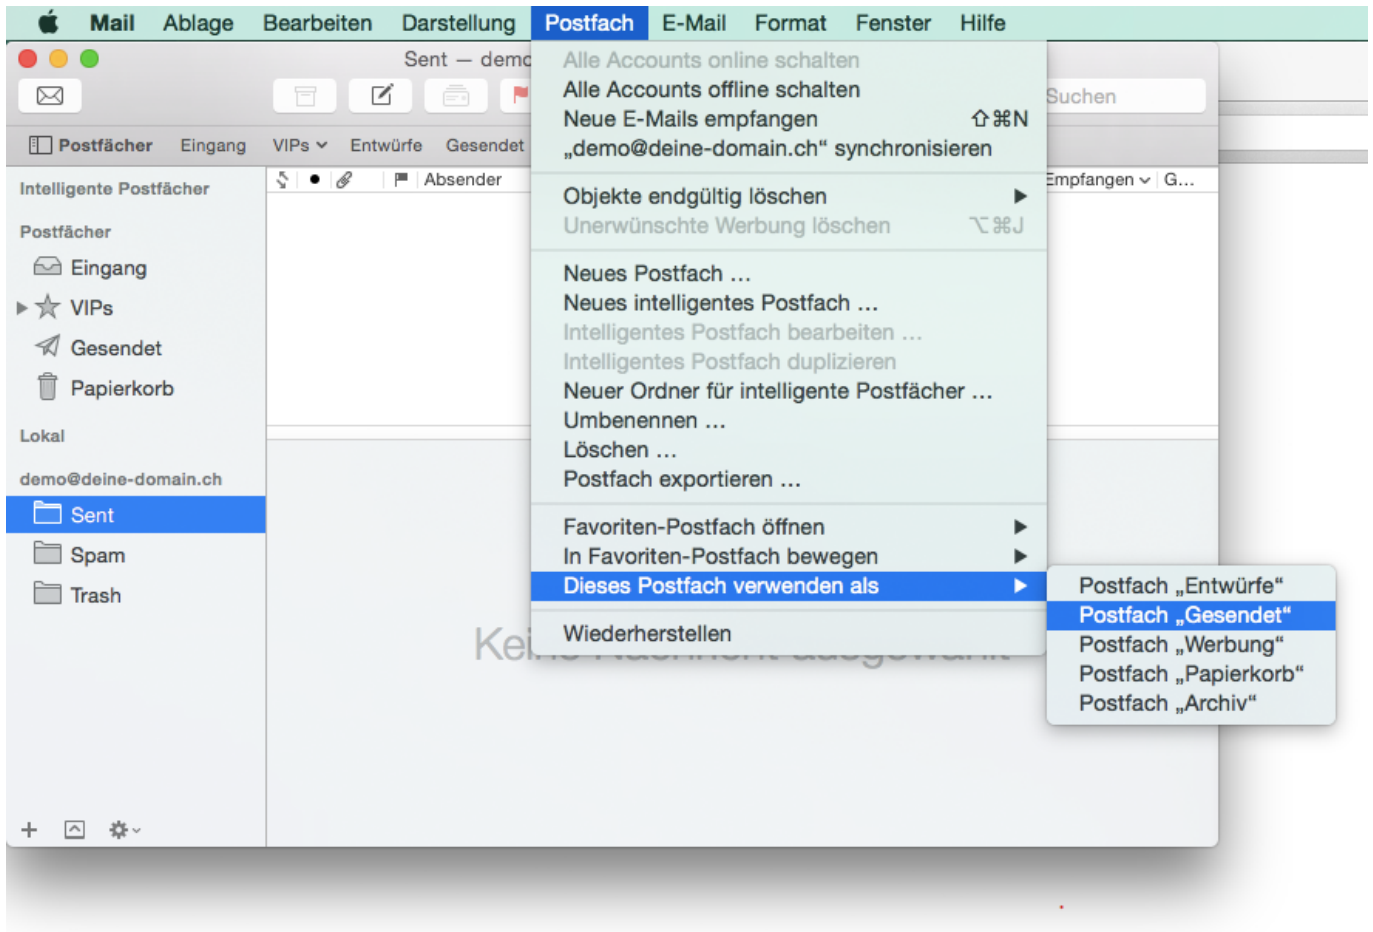 Mail Ablage Bearbeiten Darstellung Postfach E-Mail Format Fenster Hilfe
Sent — demo
Suchen
Postfächer Eingang VIPs Entwürfe Gesendet
Absender
Empfangen G...
Intelligente Postfächer
Postfächer
Eingang
VIPs
Gesendet
Papierkorb
Lokal
demo@deine-domain.ch
Sent
Spam
Trash
Alle Accounts online schalten
Alle Accounts offline schalten
Neue E-Mails empfangen ⇧⌘N
„demo@deine-domain.ch“ synchronisieren
Objekte endgültig löschen
Unerwünschte Werbung löschen ⌥⌘J
Neues Postfach ...
Neues intelligentes Postfach ...
Intelligentes Postfach bearbeiten ...
Intelligentes Postfach duplizieren
Neuer Ordner für intelligente Postfächer ...
Umbenennen ...
Löschen ...
Postfach exportieren ...
Favoriten-Postfach öffnen
In Favoriten-Postfach bewegen
Dieses Postfach verwenden als
Wiederherstellen
Postfach „Entwürfe“
Postfach „Gesendet“
Postfach „Werbung“
Postfach „Papierkorb“
Postfach „Archiv“